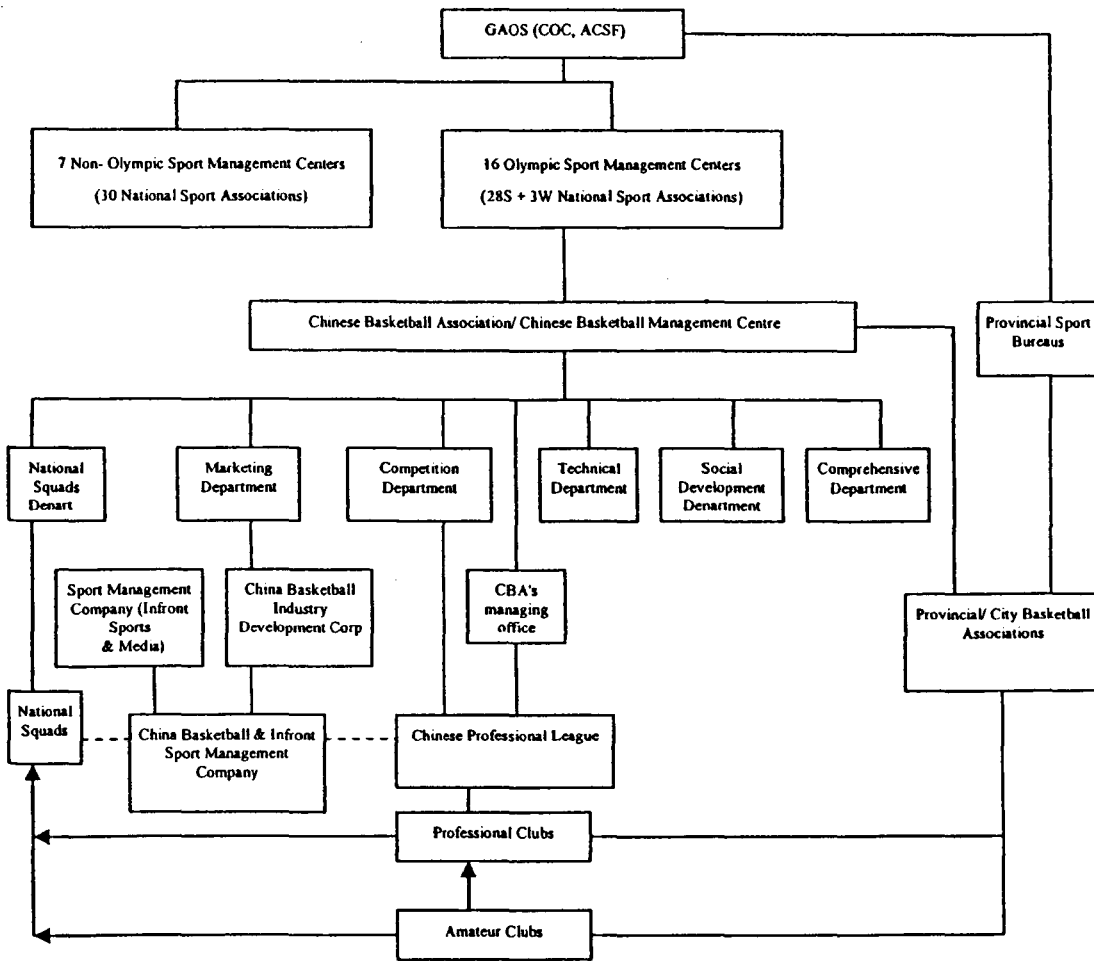 GAOS (COC, ACSF)
7 Non- Olympic Sport Management Centers
(30 National Sport Associations)
16 Olympic Sport Management Centers
(28S + 3W National Sport Associations)
Chinese Basketball Association/ Chinese Basketball Management Centre
Provincial Sport
Bureaus
National
Squads
Denart
Marketing
Department
Competition
Department
Technical
Department
Social
Development
Denartment
Comprehensive
Department
Sport Management
Company (Infront
Sports
& Media)
China Basketball
Industry
Development Corp
CBA's
managing
office
Provincial/ City Basketball
Associations
National
Squads
China Basketball & Infront
Sport Management
Company
Chinese Professional League
Professional Clubs
Amateur Clubs